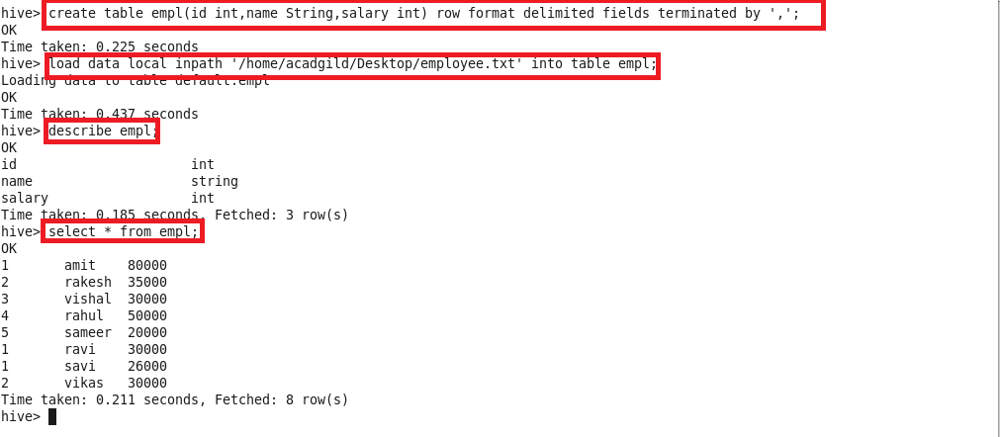 hive> create table empl(id int,name String,salary int) row format delimited fields terminated by ',';
OK
Time taken: 0.225 seconds
hive> load data local inpath '/home/acadgild/Desktop/employee.txt' into table empl;
Loading data to table default.empl
OK
Time taken: 0.437 seconds
hive> describe empl;
OK
id int
name string
salary int
Time taken: 0.185 seconds, Fetched: 3 row(s)
hive> select * from empl;
OK
1 amit 80000
2 rakesh 35000
3 vishal 30000
4 rahul 50000
5 sameer 20000
1 ravi 30000
1 savi 26000
2 vikas 30000
Time taken: 0.211 seconds, Fetched: 8 row(s)
hive>